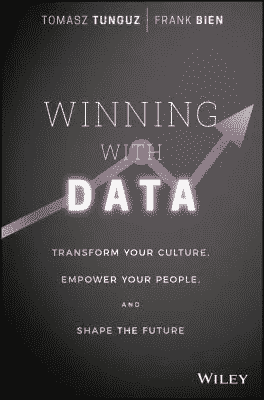 TOMASZ TUNGUZ FRANK BIEN
WINNING
WITH
DATA
TRANSFORM YOUR CULTURE,
EMPOWER YOUR PEOPLE,
AND
SHAPE THE FUTURE
WILEY